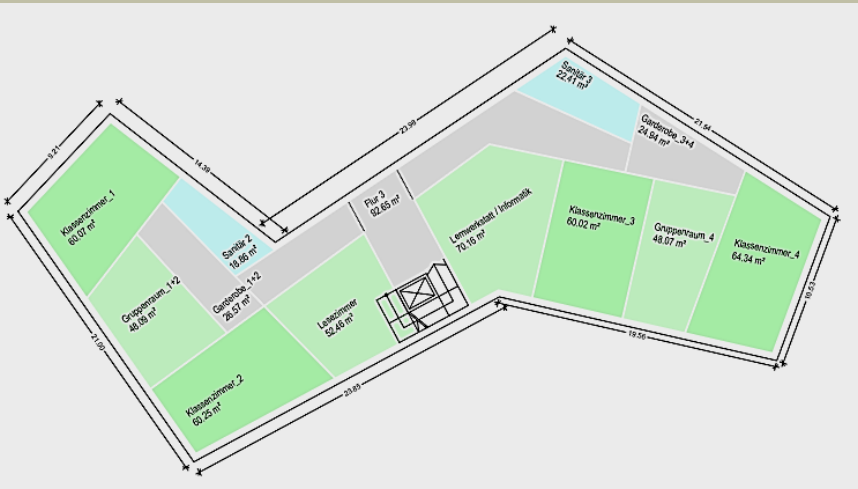 9.21
14.39
23.98
21.54
Sanitär 3
22.41 m²
Garderobe_3+4
24.94 m²
Klassenzimmer_1
60.07 m²
Flur 3
92.65 m²
Lernwerkstatt / Informatik
70.16 m²
Klassenzimmer_3
60.02 m²
Gruppenraum_4
48.07 m²
Klassenzimmer_4
64.34 m²
Sanitär 2
18.86 m²
Garderobe_1+2
26.57 m²
Gruppenraum_1+2
48.09 m²
Lesezimmer
52.46 m²
10.53
21.00
19.56
Klassenzimmer_2
60.25 m²
23.85